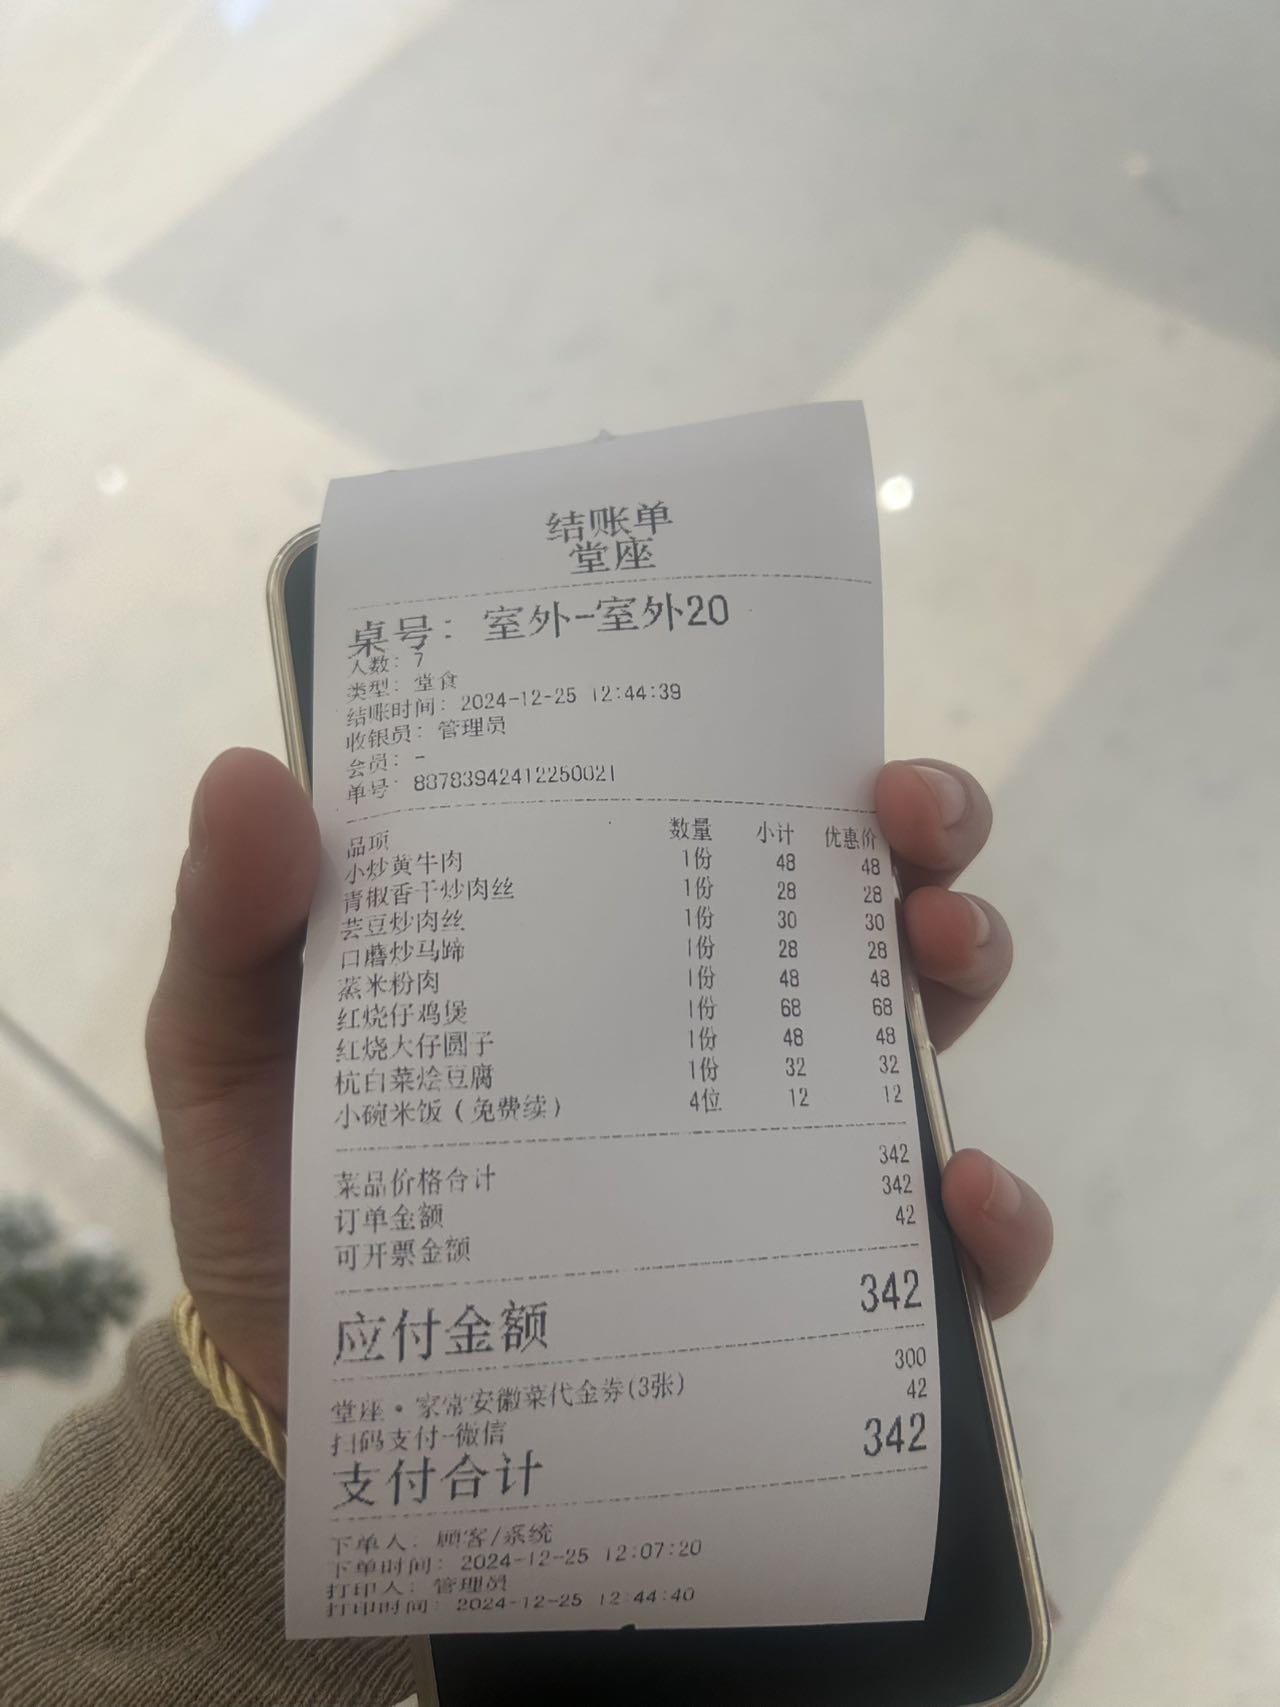 结账单
堂座
桌号: 室外-室外20
人数: 7
类型: 堂食
结账时间: 2024-12-25 12:44:39
收银员: 管理员
会员: -
单号: 88783942412250021
品项 数量 小计 优惠价
小炒黄牛肉 1份 48 48
青椒香干炒肉丝 1份 28 28
芸豆炒肉丝 1份 30 30
口蘑炒马蹄 1份 28 28
蒸米粉肉 1份 48 48
红烧仔鸡煲 1份 68 68
红烧大仔圆子 1份 48 48
杭白菜烩豆腐 1份 32 32
小碗米饭(免费续) 4位 12 12
菜品价格合计 342
订单金额 342
可开票金额 42
应付金额 342
堂座·家常安徽菜代金券(3张) 300
扫码支付-微信 42
支付合计 342
下单人: 顾客/系统
下单时间: 2024-12-25 12:07:20
打印人: 管理员
打印时间: 2024-12-25 12:44:40